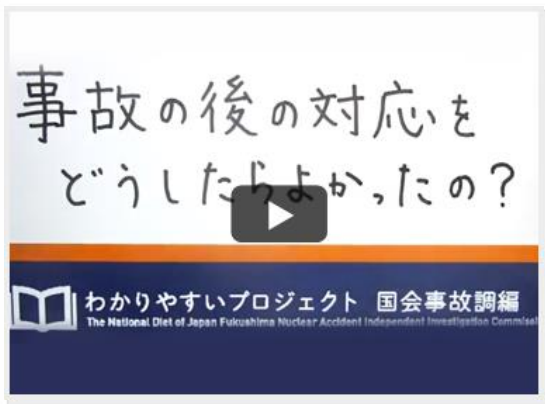 事故の後の対応を
どうしたらよかったの？
わかりやすいプロジェクト 国会事故調編
The National Diet of Japan Fukushima Nuclear Accident Independent Investigation Commissi